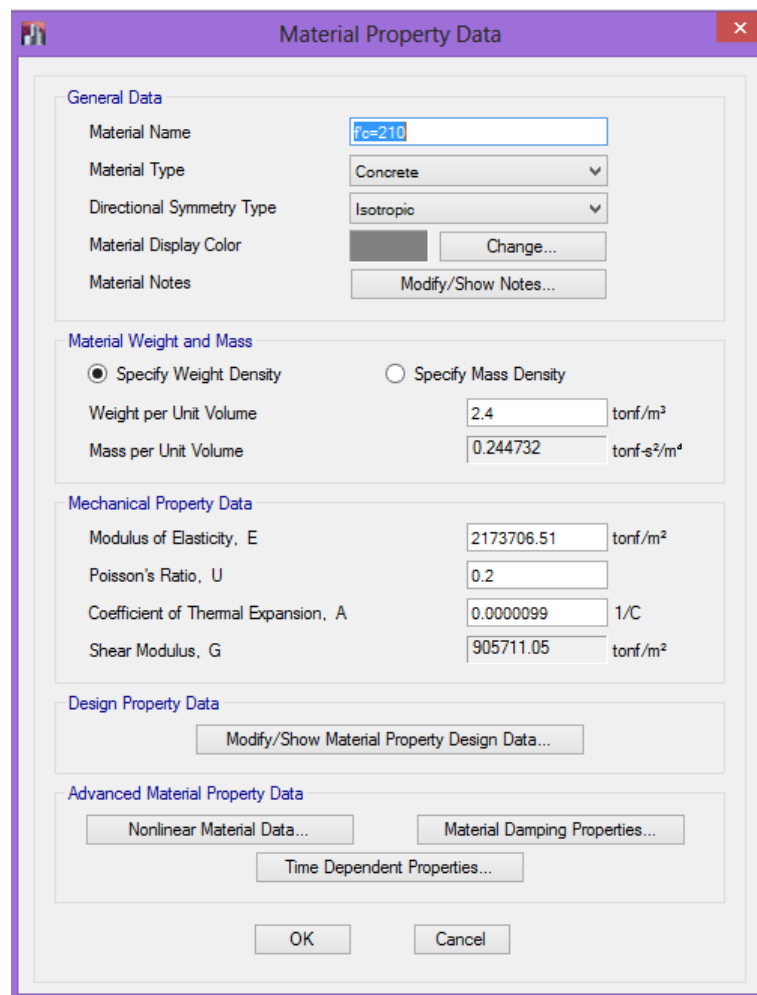 Material Property Data
General Data
Material Name f'c=210
Material Type Concrete
Directional Symmetry Type Isotropic
Material Display Color Change...
Material Notes Modify/Show Notes...
Material Weight and Mass
Specify Weight Density Specify Mass Density
Weight per Unit Volume 2.4 tonf/m³
Mass per Unit Volume 0.244732 tonf-s²/m⁴
Mechanical Property Data
Modulus of Elasticity, E 2173706.51 tonf/m²
Poisson's Ratio, U 0.2
Coefficient of Thermal Expansion, A 0.0000099 1/C
Shear Modulus, G 905711.05 tonf/m²
Design Property Data
Modify/Show Material Property Design Data...
Advanced Material Property Data
Nonlinear Material Data... Material Damping Properties...
Time Dependent Properties...
OK Cancel